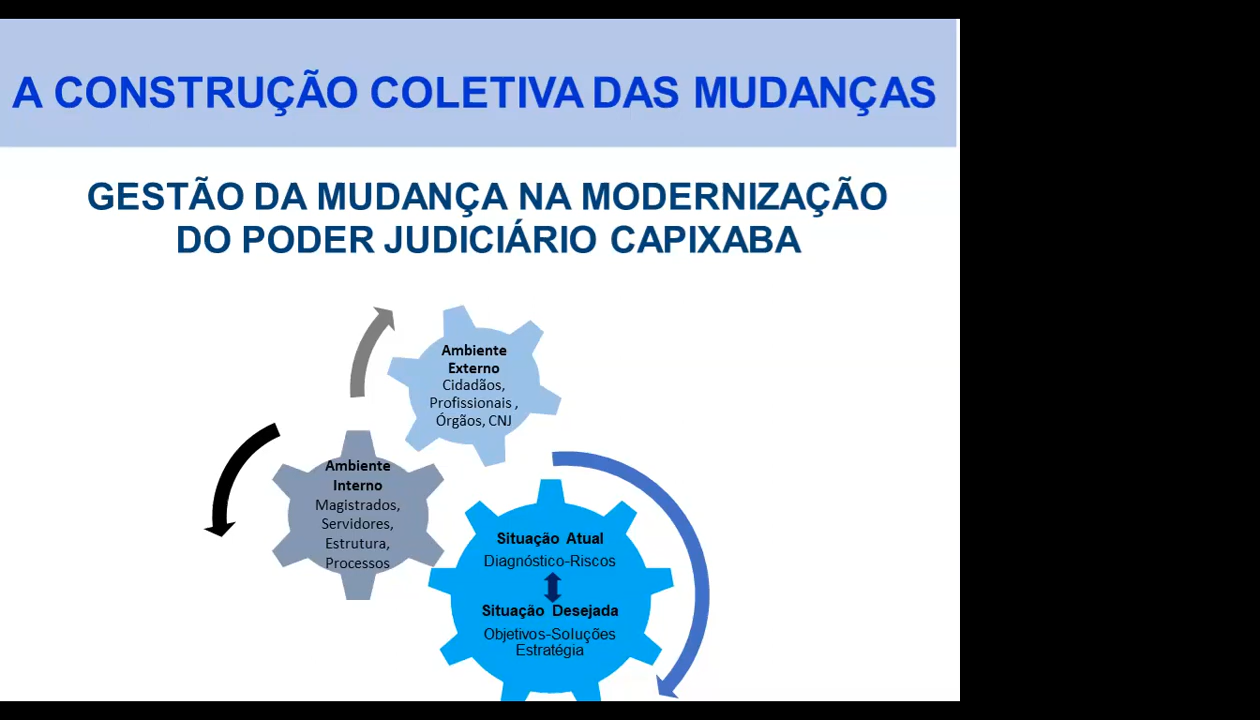 A CONSTRUÇÃO COLETIVA DAS MUDANÇAS
GESTÃO DA MUDANÇA NA MODERNIZAÇÃO
DO PODER JUDICIÁRIO CAPIXABA
Ambiente
Externo
Cidadãos,
Profissionais ,
Órgãos, CNJ
Ambiente
Interno
Magistrados,
Servidores,
Estrutura,
Processos
Situação Atual
Diagnóstico-Riscos
Situação Desejada
Objetivos-Soluções
Estratégia